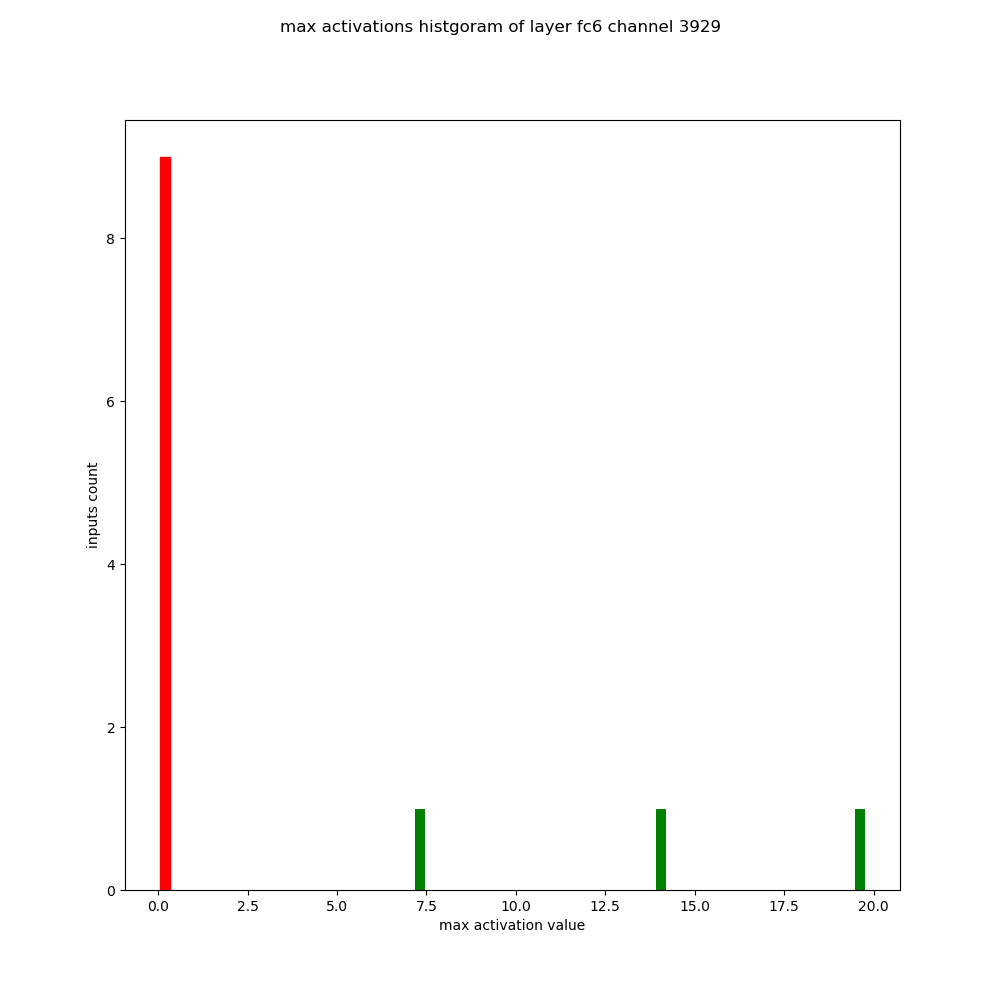 max activations histgoram of layer fc6 channel 3929
8
6
4
2
0
inputs count
0.0 2.5 5.0 7.5 10.0 12.5 15.0 17.5 20.0
max activation value